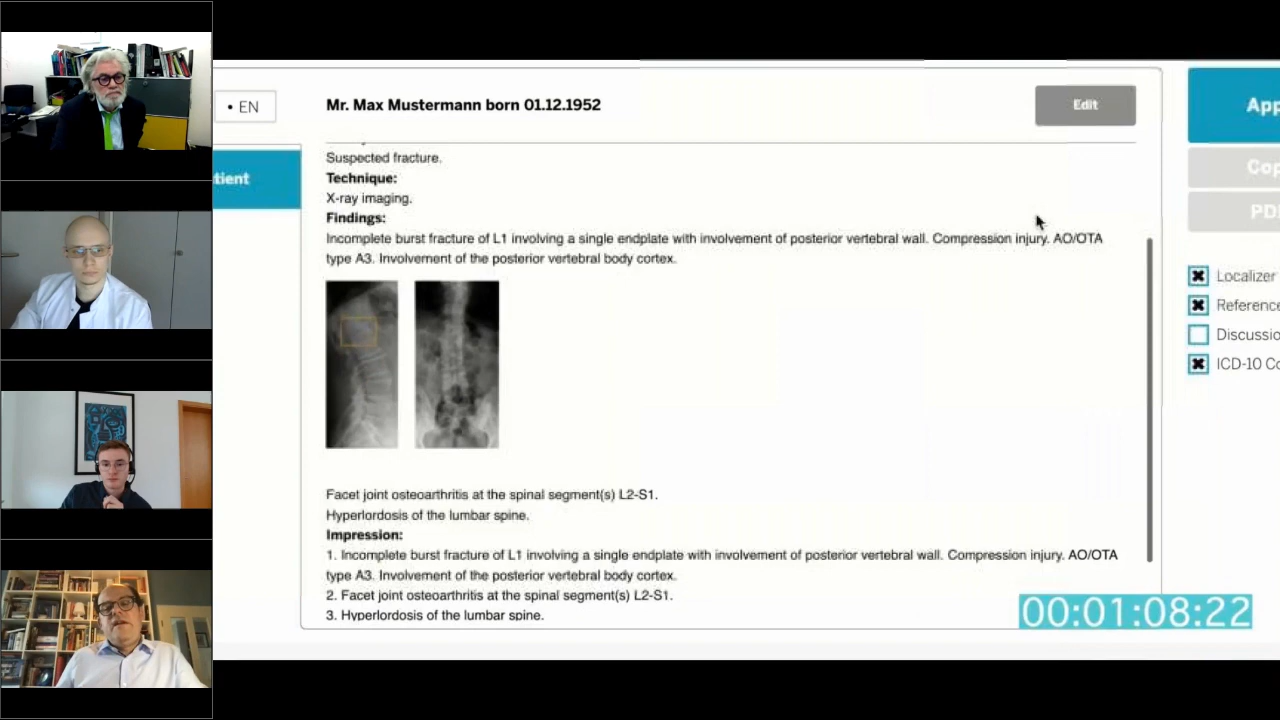 • EN
Mr. Max Mustermann born 01.12.1952
Edit
App
Cop
PD
tient
Suspected fracture.
Technique:
X-ray imaging.
Findings:
Incomplete burst fracture of L1 involving a single endplate with involvement of posterior vertebral wall. Compression injury. AO/OTA
type A3. Involvement of the posterior vertebral body cortex.
Localizer
Reference
Discussio
ICD-10 Co
Facet joint osteoarthritis at the spinal segment(s) L2-S1.
Hyperlordosis of the lumbar spine.
Impression:
1. Incomplete burst fracture of L1 involving a single endplate with involvement of posterior vertebral wall. Compression injury. AO/OTA
type A3. Involvement of the posterior vertebral body cortex.
2. Facet joint osteoarthritis at the spinal segment(s) L2-S1.
3. Hyperlordosis of the lumbar spine.
00:01:08:22